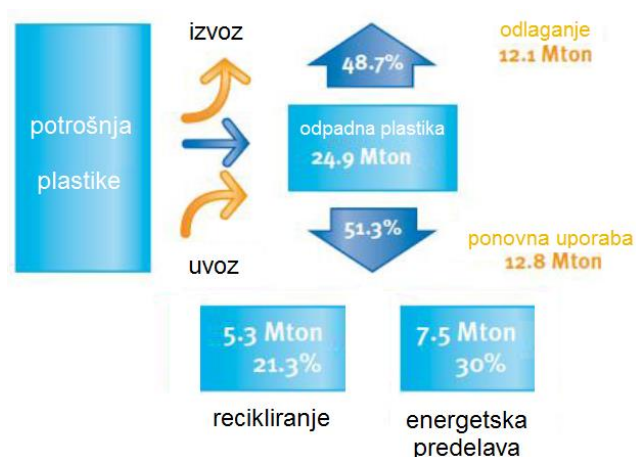 izvoz
odlaganje
12.1 Mton
48.7%
potrošnja
plastike
odpadna plastika
24.9 Mton
51.3%
ponovna uporaba
12.8 Mton
uvoz
5.3 Mton
21.3%
recikliranje
7.5 Mton
30%
energetska
predelava